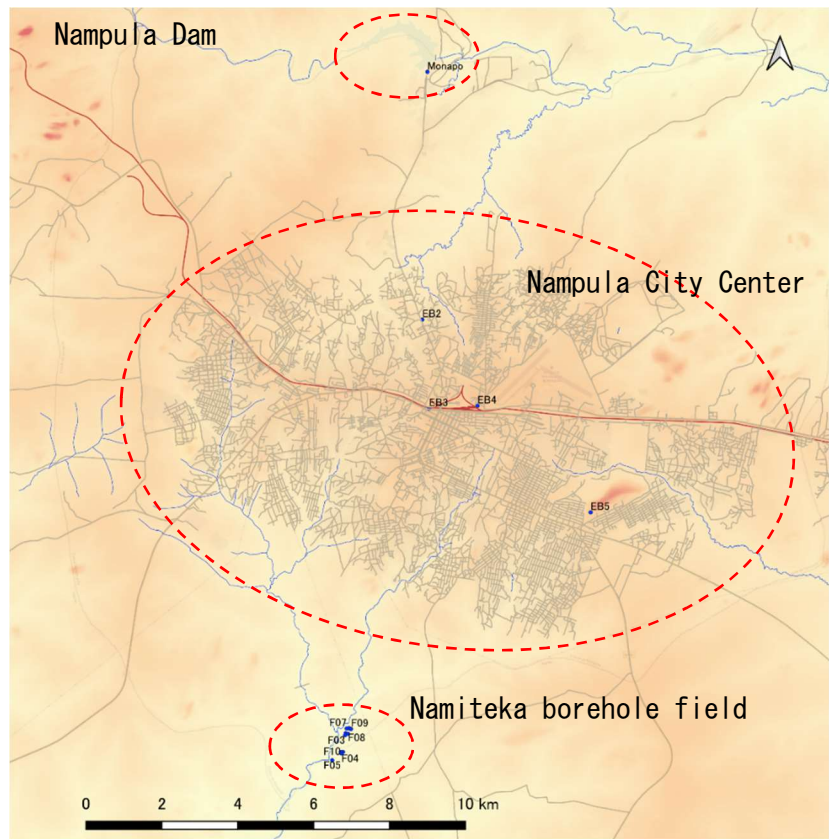 Nampula Dam
Monapo
Nampula City Center
EB2
EB3
EB4
EB5
Namiteka borehole field
F07 F09
F03 F08
F10 F04
F05
0 2 4 6 8 10 km